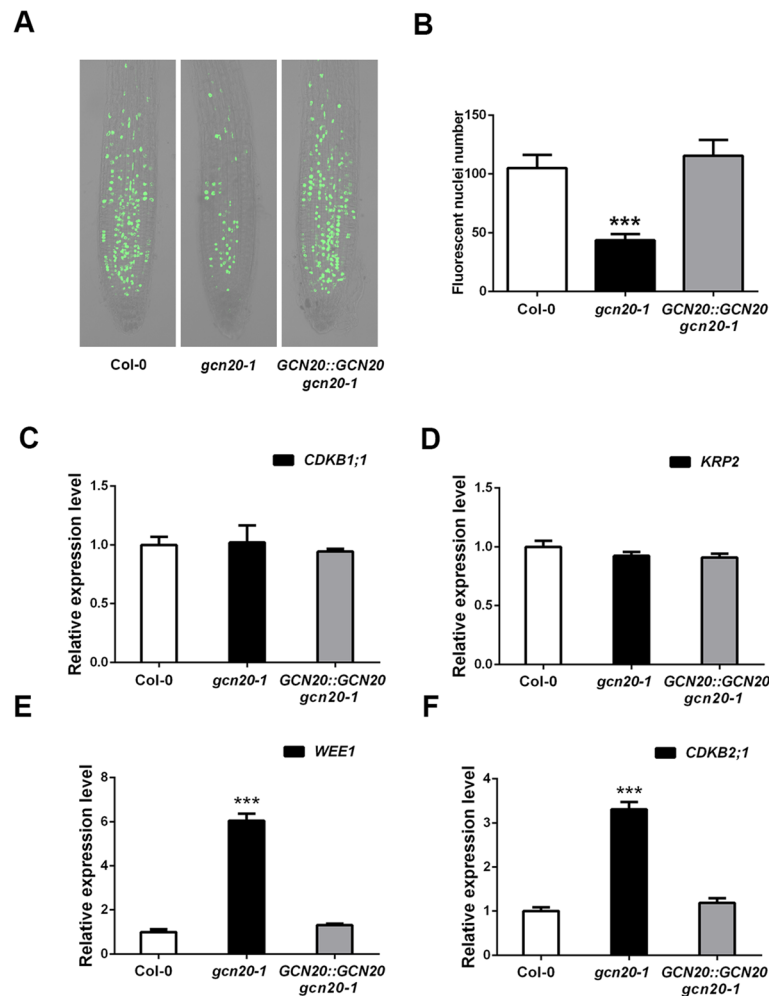 A
Col-0
gcn20-1
GCN20::GCN20
gcn20-1
B
Fluorescent nuclei number
150
100
50
0
***
Col-0
gcn20-1
GCN20::GCN20
gcn20-1
C
CDKB1;1
Relative expression level
1.5
1.0
0.5
0.0
Col-0
gcn20-1
GCN20::GCN20
gcn20-1
D
KRP2
Relative expression level
1.5
1.0
0.5
0.0
Col-0
gcn20-1
GCN20::GCN20
gcn20-1
E
WEE1
Relative expression level
8
6
4
2
0
***
Col-0
gcn20-1
GCN20::GCN20
gcn20-1
F
CDKB2;1
Relative expression level
4
3
2
1
0
***
Col-0
gcn20-1
GCN20::GCN20
gcn20-1